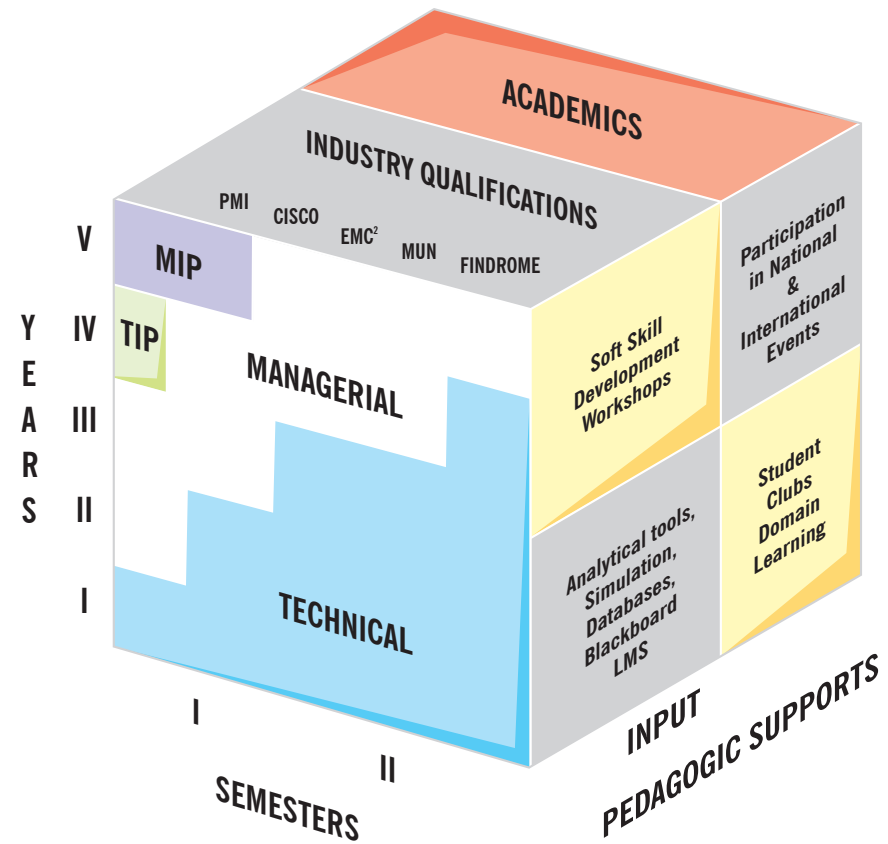 ACADEMICS
INDUSTRY QUALIFICATIONS
PMI
CISCO
EMC²
MUN
FINDROME
V
IV
III
II
I
YEARS
MIP
TIP
MANAGERIAL
TECHNICAL
Soft Skill
Development
Workshops
Participation
in National
&
International
Events
Analytical tools,
Simulation,
Databases,
Blackboard
LMS
Student
Clubs
Domain
Learning
I
II
SEMESTERS
INPUT
PEDAGOGIC SUPPORTS